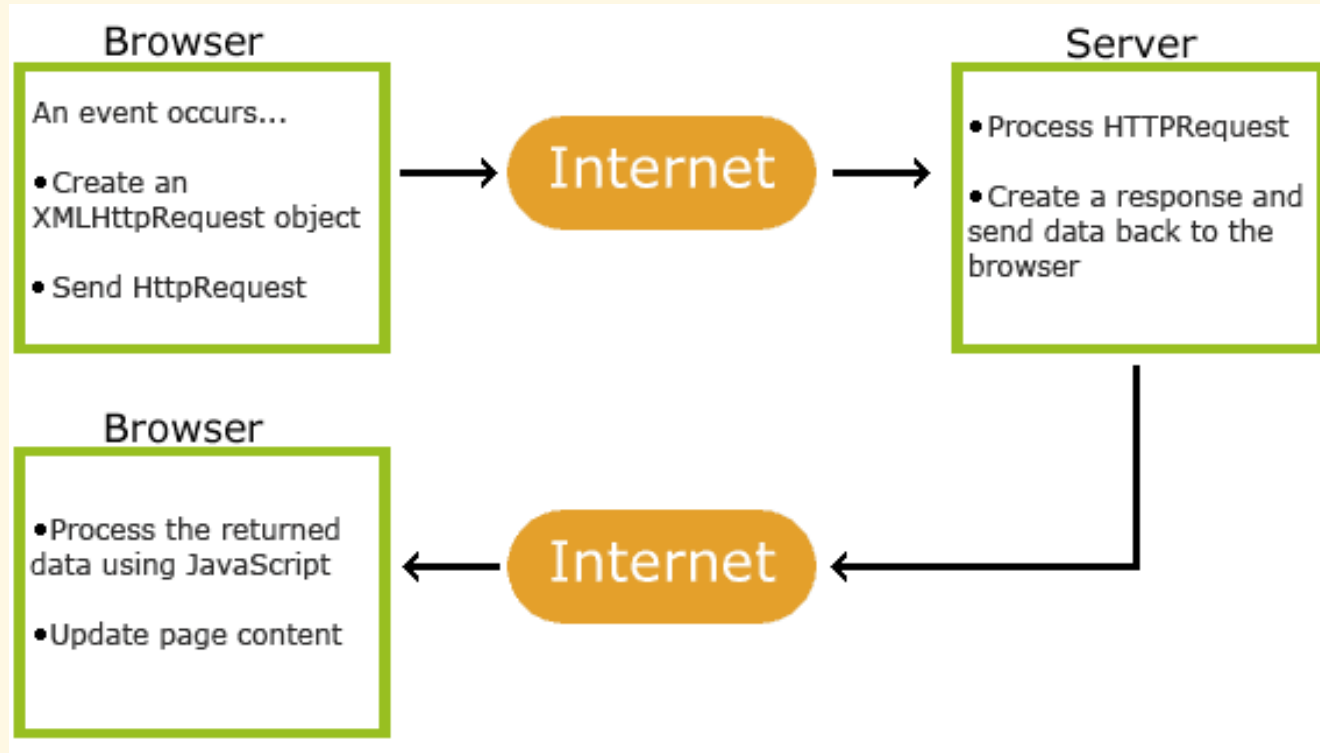 Browser
An event occurs...
•Create an
XMLHttpRequest object
• Send HttpRequest
Internet
Server
•Process HTTPRequest
•Create a response and
send data back to the
browser
Browser
•Process the returned
data using JavaScript
•Update page content
Internet